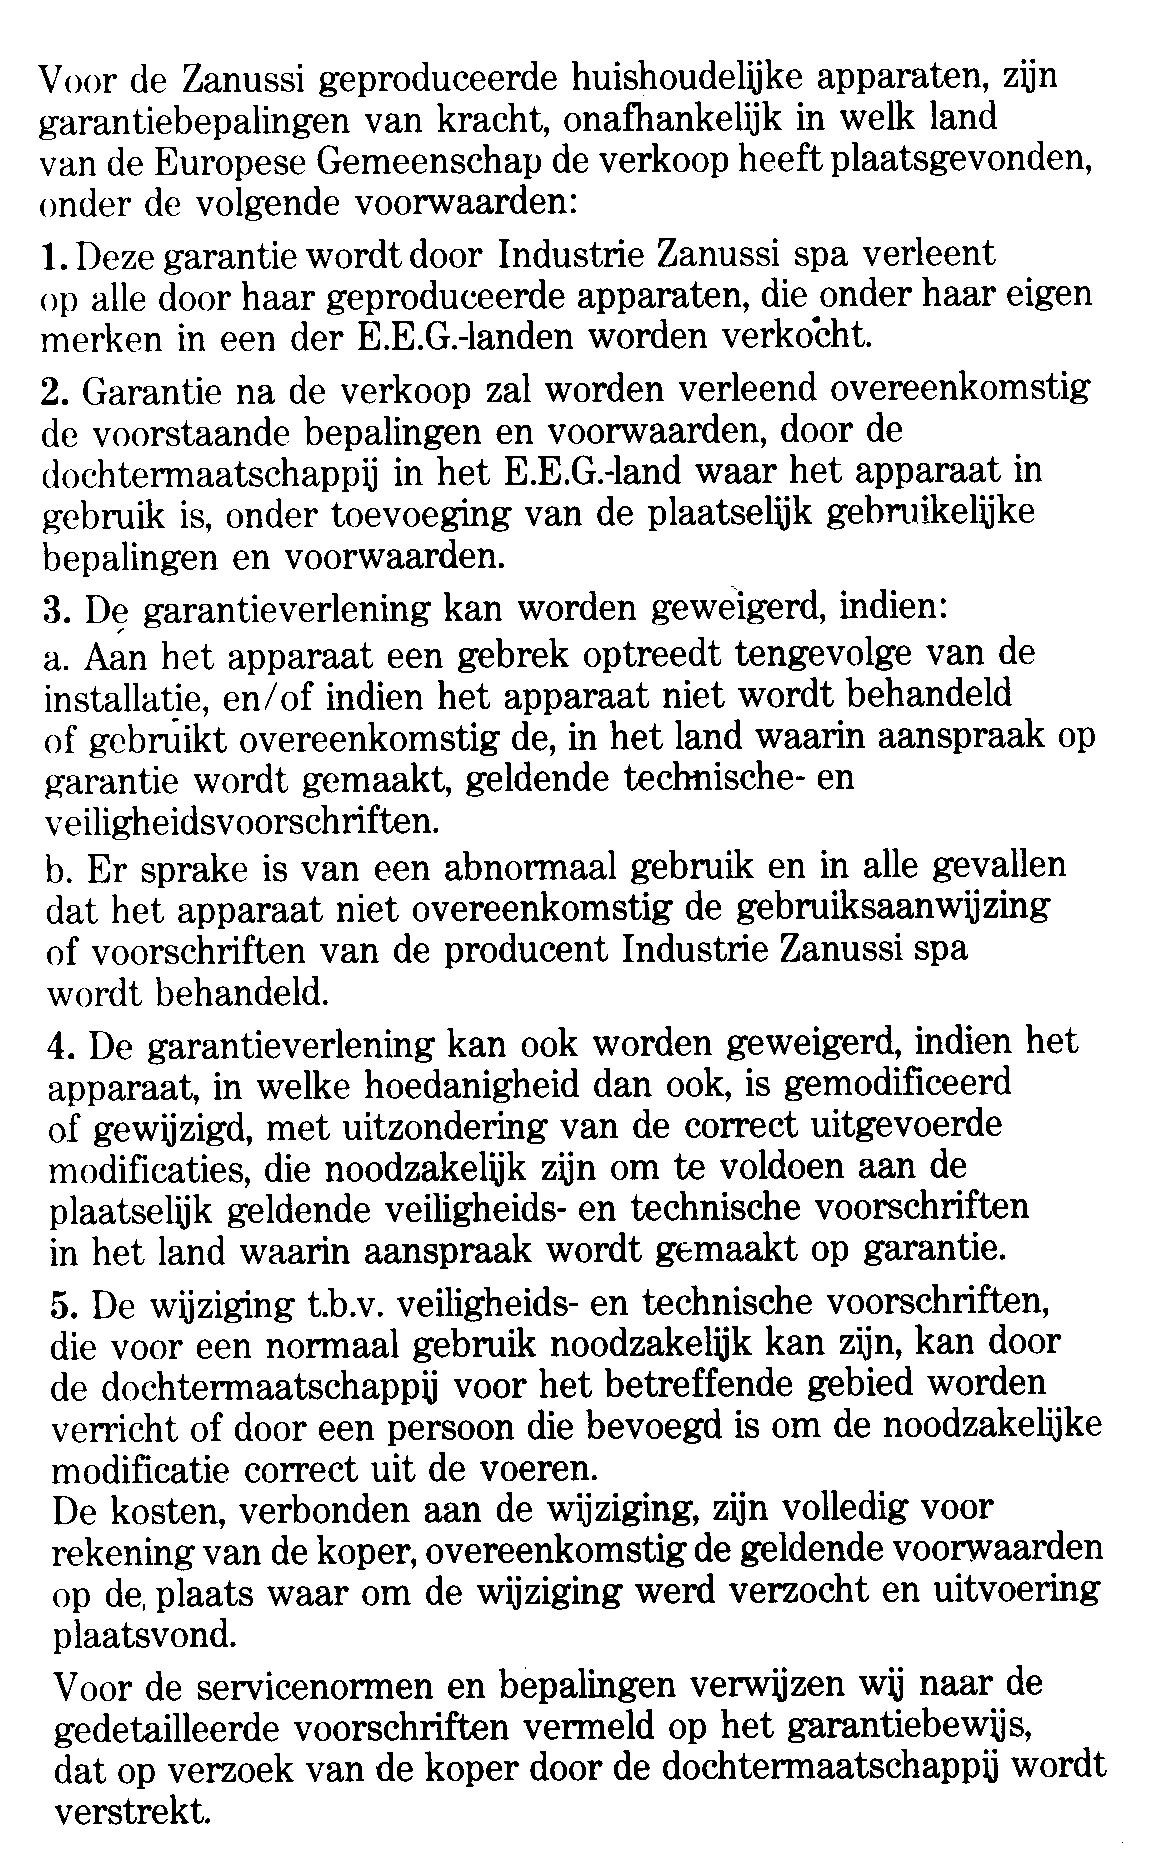 Voor de Zanussi geproduceerde huishoudelijke apparaten, zijn
garantiebepalingen van kracht, onafhankelijk in welk land
van de Europese Gemeenschap de verkoop heeft plaatsgevonden,
onder de volgende voorwaarden:
1. Deze garantie wordt door Industrie Zanussi spa verleent
op alle door haar geproduceerde apparaten, die onder haar eigen
merken in een der E.E.G.-landen worden verkocht.
2. Garantie na de verkoop zal worden verleend overeenkomstig
de voorstaande bepalingen en voorwaarden, door de
dochtermaatschappij in het E.E.G.-land waar het apparaat in
gebruik is, onder toevoeging van de plaatselijk gebruikelijke
bepalingen en voorwaarden.
3. De garantieverlening kan worden geweigerd, indien:
a. Aan het apparaat een gebrek optreedt tengevolge van de
installatie, en/of indien het apparaat niet wordt behandeld
of gebruikt overeenkomstig de, in het land waarin aanspraak op
garantie wordt gemaakt, geldende technische- en
veiligheidsvoorschriften.
b. Er sprake is van een abnormaal gebruik en in alle gevallen
dat het apparaat niet overeenkomstig de gebruiksaanwijzing
of voorschriften van de producent Industrie Zanussi spa
wordt behandeld.
4. De garantieverlening kan ook worden geweigerd, indien het
apparaat, in welke hoedanigheid dan ook, is gemodificeerd
of gewijzigd, met uitzondering van de correct uitgevoerde
modificaties, die noodzakelijk zijn om te voldoen aan de
plaatselijk geldende veiligheids- en technische voorschriften
in het land waarin aanspraak wordt gemaakt op garantie.
5. De wijziging t.b.v. veiligheids- en technische voorschriften,
die voor een normaal gebruik noodzakelijk kan zijn, kan door
de dochtermaatschappij voor het betreffende gebied worden
verricht of door een persoon die bevoegd is om de noodzakelijke
modificatie correct uit de voeren.
De kosten, verbonden aan de wijziging, zijn volledig voor
rekening van de koper, overeenkomstig de geldende voorwaarden
op de, plaats waar om de wijziging werd verzocht en uitvoering
plaatsvond.
Voor de servicenormen en bepalingen verwijzen wij naar de
gedetailleerde voorschriften vermeld op het garantiebewijs,
dat op verzoek van de koper door de dochtermaatschappij wordt
verstrekt.